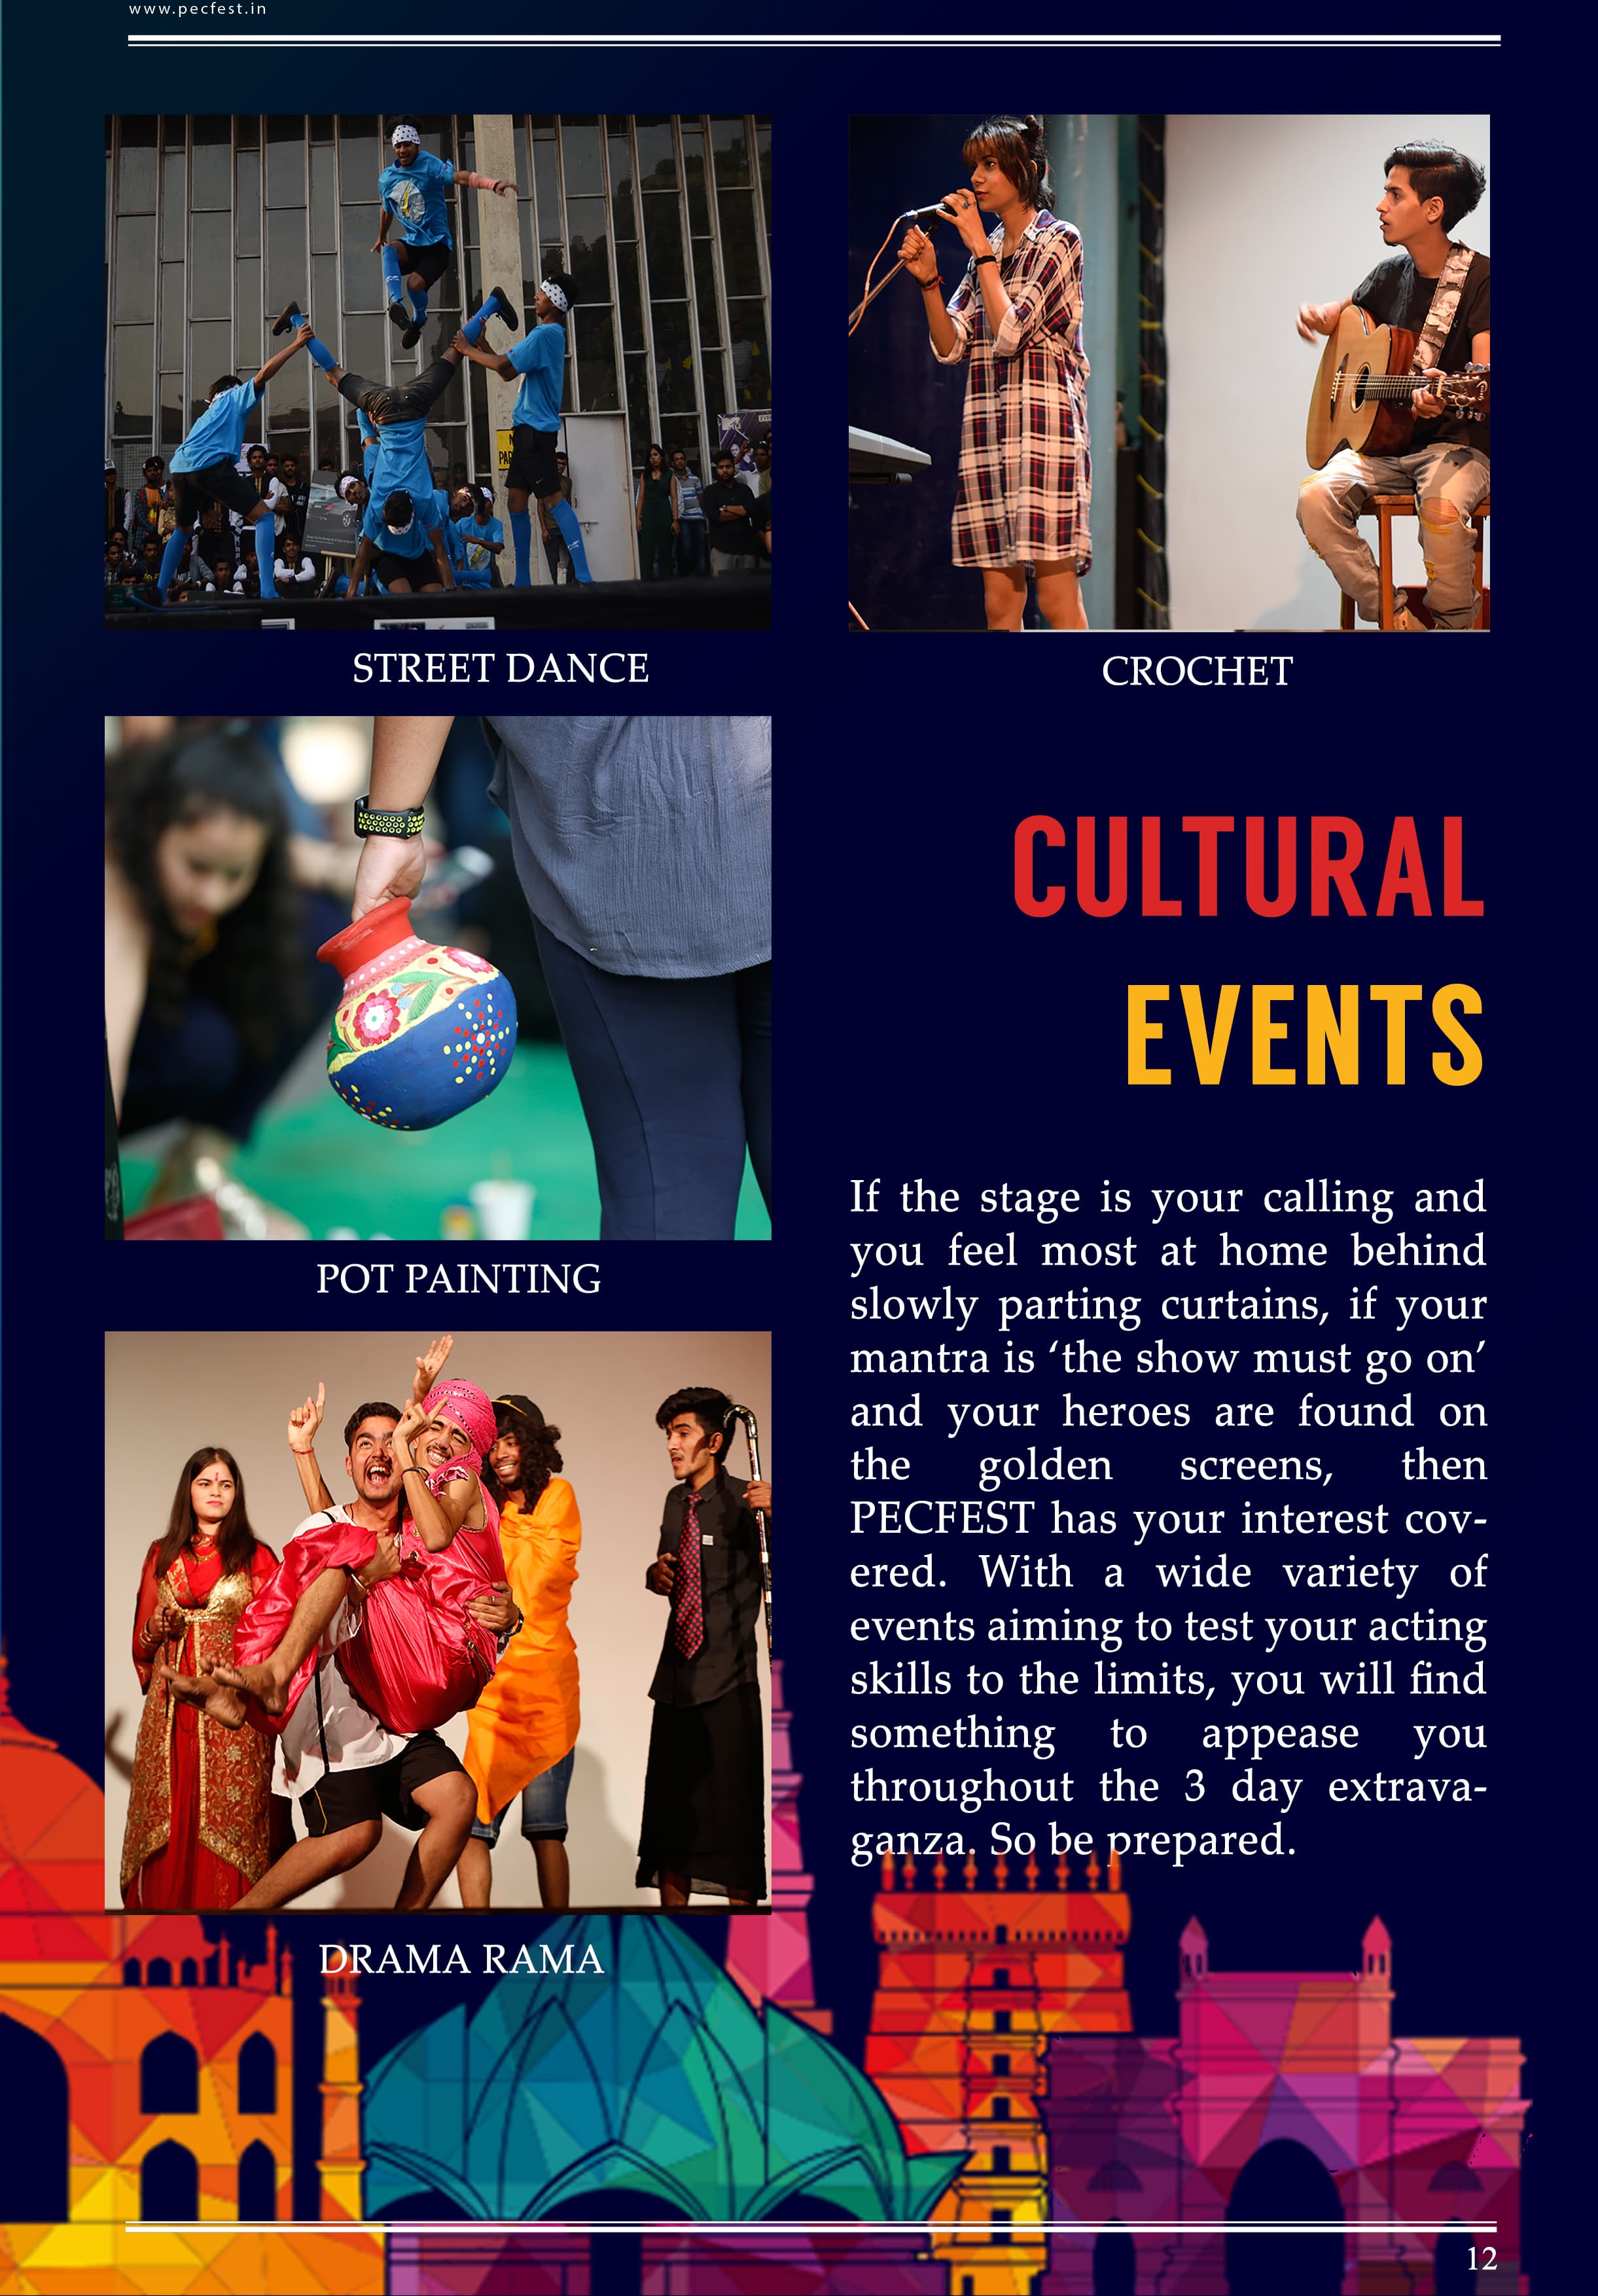 www.pecfest.in
STREET DANCE
CROCHET
POT PAINTING
DRAMA RAMA
CULTURAL
EVENTS
If the stage is your calling and
you feel most at home behind
slowly parting curtains, if your
mantra is ‘the show must go on’
and your heroes are found on
the golden screens, then
PECFEST has your interest cov-
ered. With a wide variety of
events aiming to test your acting
skills to the limits, you will find
something to appease you
throughout the 3 day extrava-
ganza. So be prepared.
12